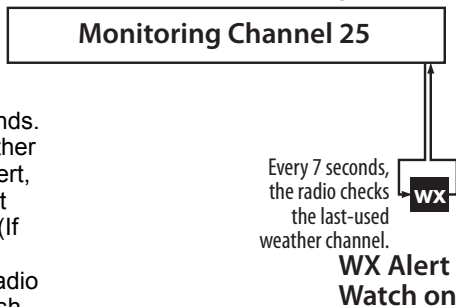 Monitoring Channel 25
nds.
ther
ert,
t
(If
adio
Every 7 seconds,
the radio checks
the last-used
weather channel.
WX
WX Alert
Watch on